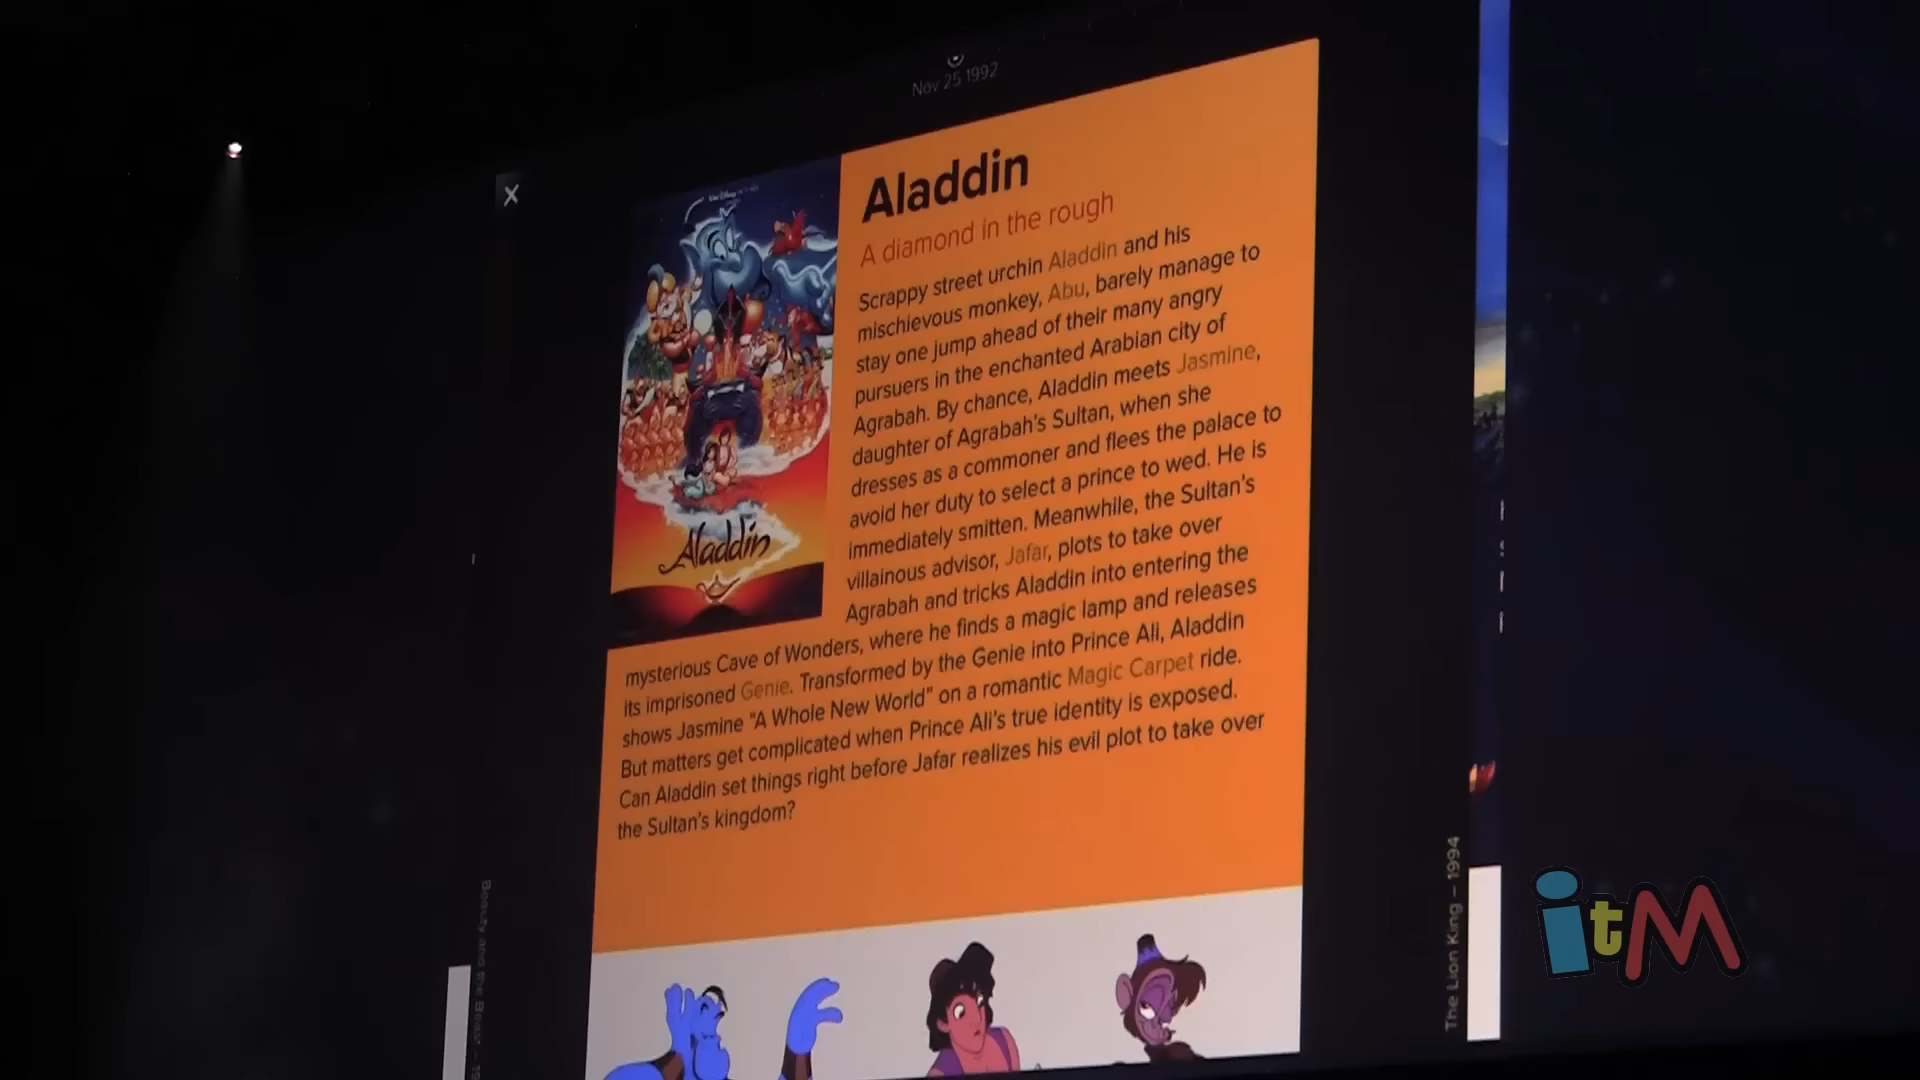 Nov 25 1992
Aladdin
A diamond in the rough
Scrappy street urchin Aladdin and his
mischievous monkey, Abu, barely manage to
stay one jump ahead of their many angry
pursuers in the enchanted Arabian city of
Agrabah. By chance, Aladdin meets Jasmine,
daughter of Agrabah's Sultan, when she
dresses as a commoner and flees the palace to
avoid her duty to select a prince to wed. He is
immediately smitten. Meanwhile, the Sultan's
villainous advisor, Jafar, plots to take over
Agrabah and tricks Aladdin into entering the
mysterious Cave of Wonders, where he finds a magic lamp and releases
its imprisoned Genie. Transformed by the Genie into Prince Ali, Aladdin
shows Jasmine "A Whole New World" on a romantic Magic Carpet ride.
But matters get complicated when Prince Ali's true identity is exposed.
Can Aladdin set things right before Jafar realizes his evil plot to take over
the Sultan's kingdom?
Aladdin
Beauty and the Beast - 19
The Lion King - 1994
itM